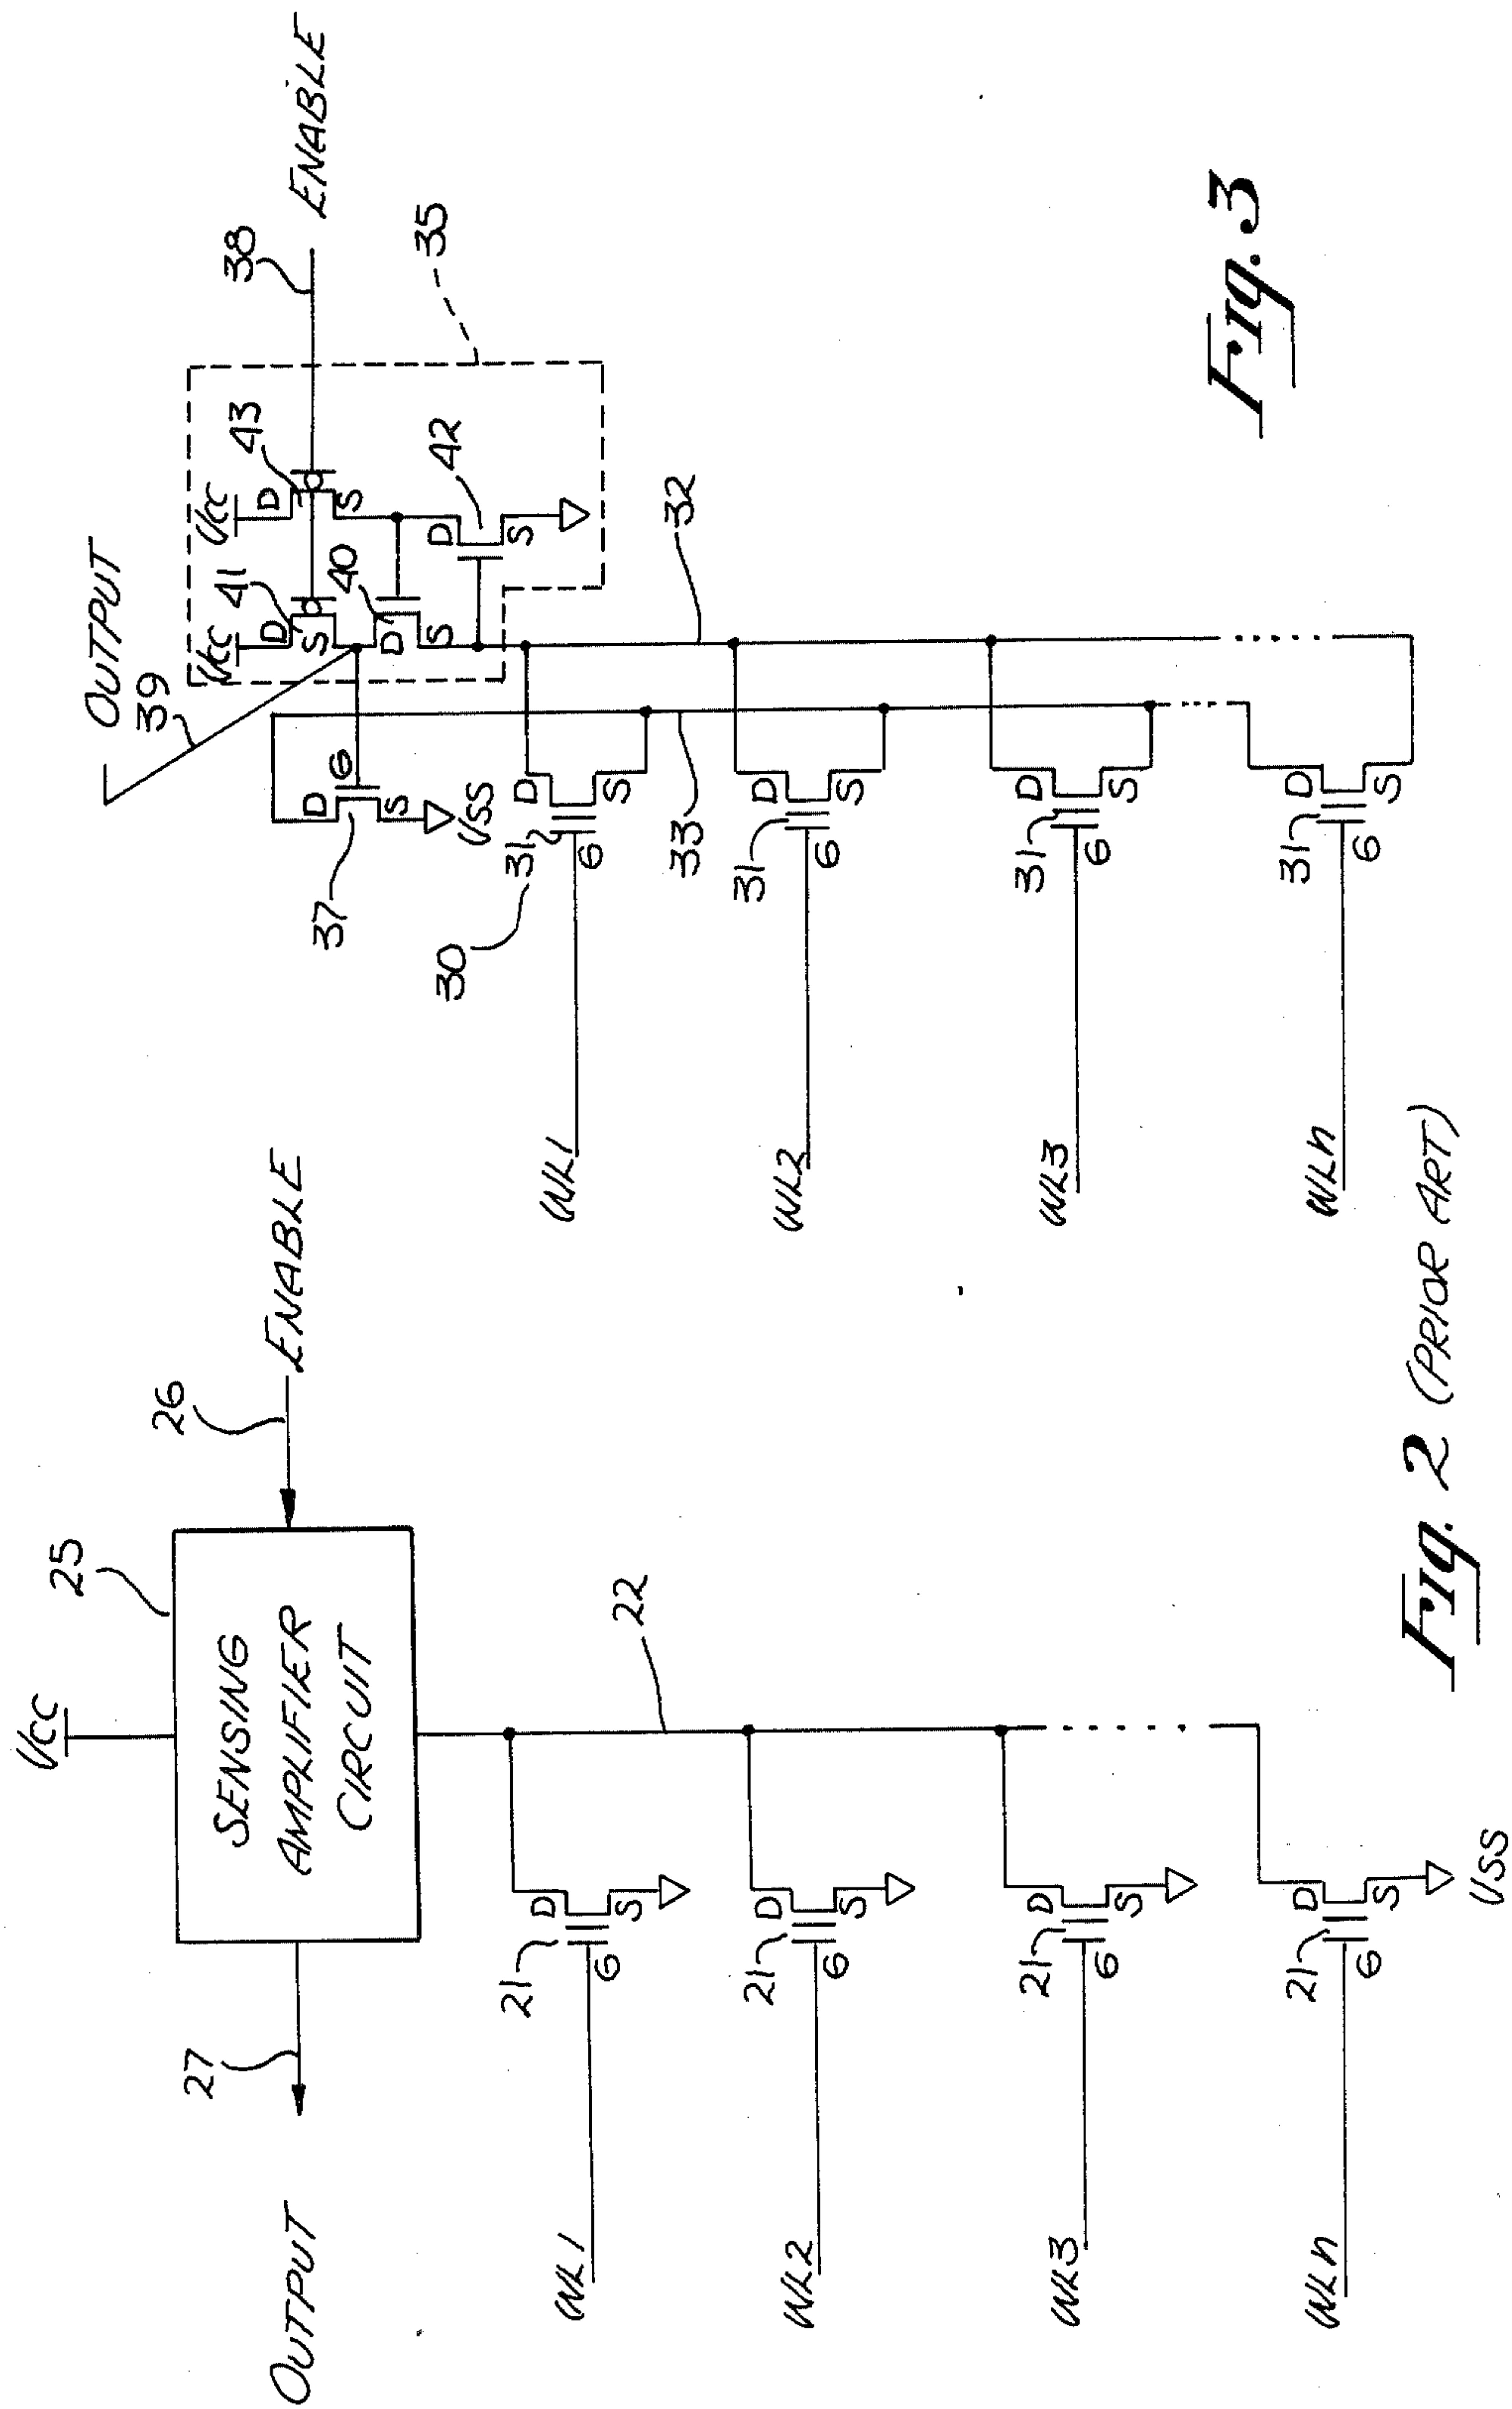 VCC
25
SENSING
AMPLIFIER
CIRCUIT
26
ENABLE
27
OUTPUT
22
WL1
21
G
D
S
WL2
21
G
D
S
WL3
21
G
D
S
WLn
21
G
D
S
VSS
Fig. 2 (PRIOR ART)
OUTPUT
39
VCC
D
41
S
VCC
D
43
S
38
ENABLE
35
D
40
S
D
42
S
37
D
G
S
VSS
32
33
30
WL1
31
G
D
S
WL2
31
G
D
S
WL3
31
G
D
S
WLn
31
G
D
S
Fig. 3